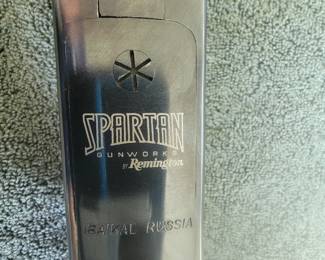 SPARTAN
GUNWORKS
BY Remington
BAIKAL RUSSIA